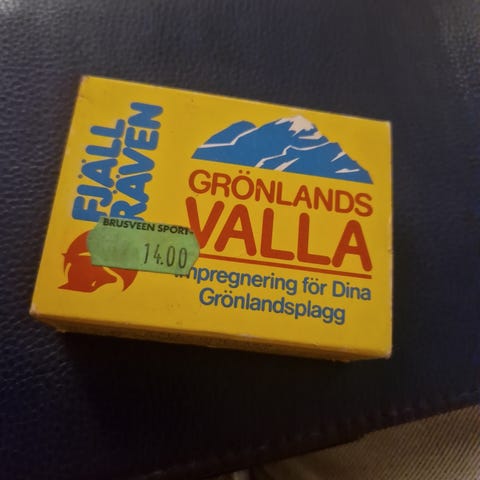 FJÄLL
RÄVEN
GRÖNLANDS
VALLA
Impregnering för Dina
Grönlandsplagg
BRUSVEEN SPORT
14.00